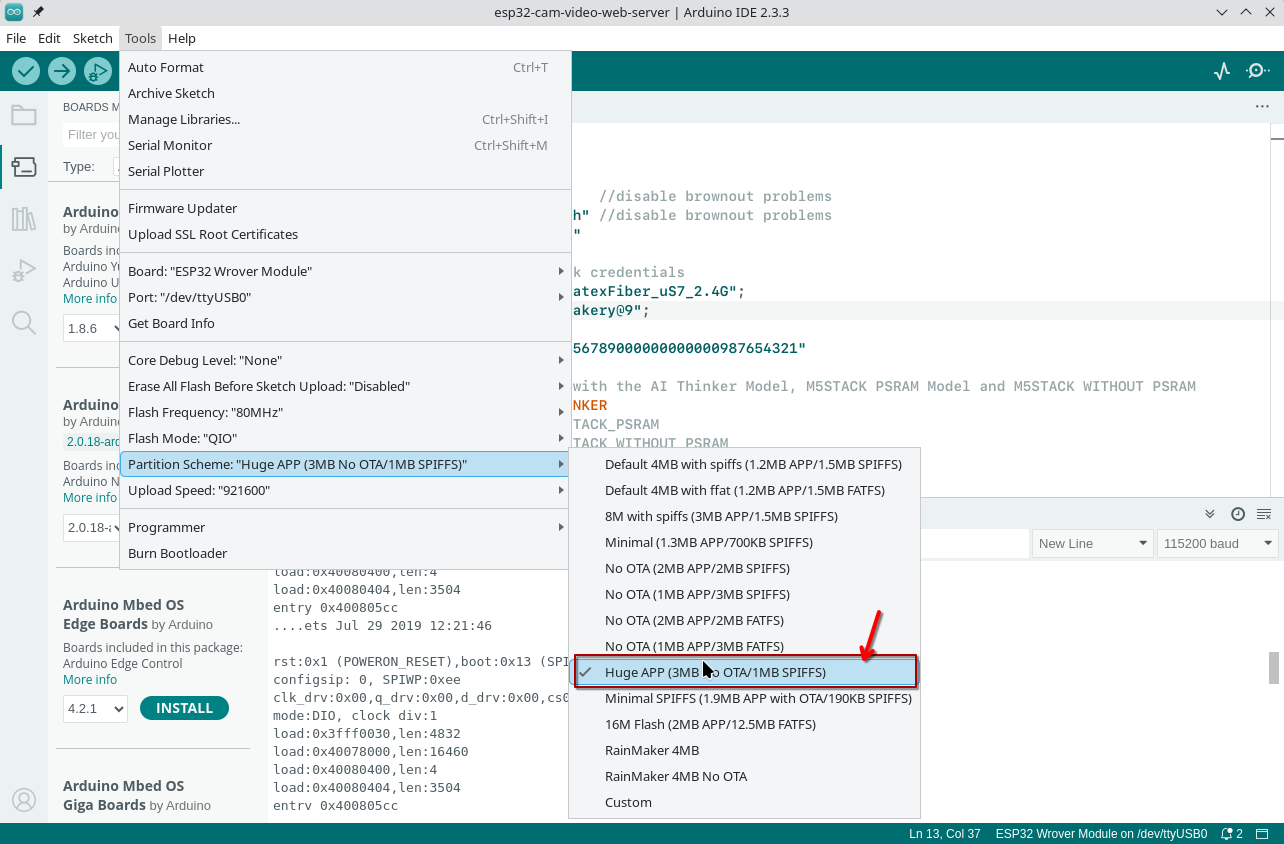 esp32-cam-video-web-server | Arduino IDE 2.3.3
File Edit Sketch Tools Help
Auto Format Ctrl+T
Archive Sketch
Manage Libraries... Ctrl+Shift+I
Serial Monitor Ctrl+Shift+M
Serial Plotter
Firmware Updater
Upload SSL Root Certificates
Board: "ESP32 Wrover Module"
Port: "/dev/ttyUSB0"
Get Board Info
Core Debug Level: "None"
Erase All Flash Before Sketch Upload: "Disabled"
Flash Frequency: "80MHz"
Flash Mode: "QIO"
Partition Scheme: "Huge APP (3MB No OTA/1MB SPIFFS)"
Upload Speed: "921600"
Programmer
Burn Bootloader
Default 4MB with spiffs (1.2MB APP/1.5MB SPIFFS)
Default 4MB with ffat (1.2MB APP/1.5MB FATFS)
8M with spiffs (3MB APP/1.5MB SPIFFS)
Minimal (1.3MB APP/700KB SPIFFS)
No OTA (2MB APP/2MB SPIFFS)
No OTA (1MB APP/3MB SPIFFS)
No OTA (2MB APP/2MB FATFS)
No OTA (1MB APP/3MB FATFS)
Huge APP (3MB No OTA/1MB SPIFFS)
Minimal SPIFFS (1.9MB APP with OTA/190KB SPIFFS)
16M Flash (2MB APP/12.5MB FATFS)
RainMaker 4MB
RainMaker 4MB No OTA
Custom
BOARDS M
Filter you
Type:
Arduino
by Arduino
Boards inc
Arduino Yu
Arduino U
More info
1.8.6
Arduino
by Arduino
2.0.18-ard
Boards inc
Arduino N
More info
2.0.18-a
Arduino Mbed OS
Edge Boards by Arduino
Boards included in this package:
Arduino Edge Control
More info
4.2.1 INSTALL
Arduino Mbed OS
Giga Boards by Arduino
//disable brownout problems
h" //disable brownout problems
"
k credentials
atexFiber_uS7_2.4G";
akery@9";
56789000000000000987654321"
with the AI Thinker Model, M5STACK PSRAM Model and M5STACK WITHOUT PSRAM
NKER
TACK_PSRAM
TACK_WITHOUT_PSRAM
New Line 115200 baud
load:0x40080400,len:4
load:0x40080404,len:3504
entry 0x400805cc
....ets Jul 29 2019 12:21:46
rst:0x1 (POWERON_RESET),boot:0x13 (SPI
configsip: 0, SPIWP:0xee
clk_drv:0x00,q_drv:0x00,d_drv:0x00,cs0
mode:DIO, clock div:1
load:0x3fff0030,len:4832
load:0x40078000,len:16460
load:0x40080400,len:4
load:0x40080404,len:3504
entry 0x400805cc
Ln 13, Col 37 ESP32 Wrover Module on /dev/ttyUSB0 2